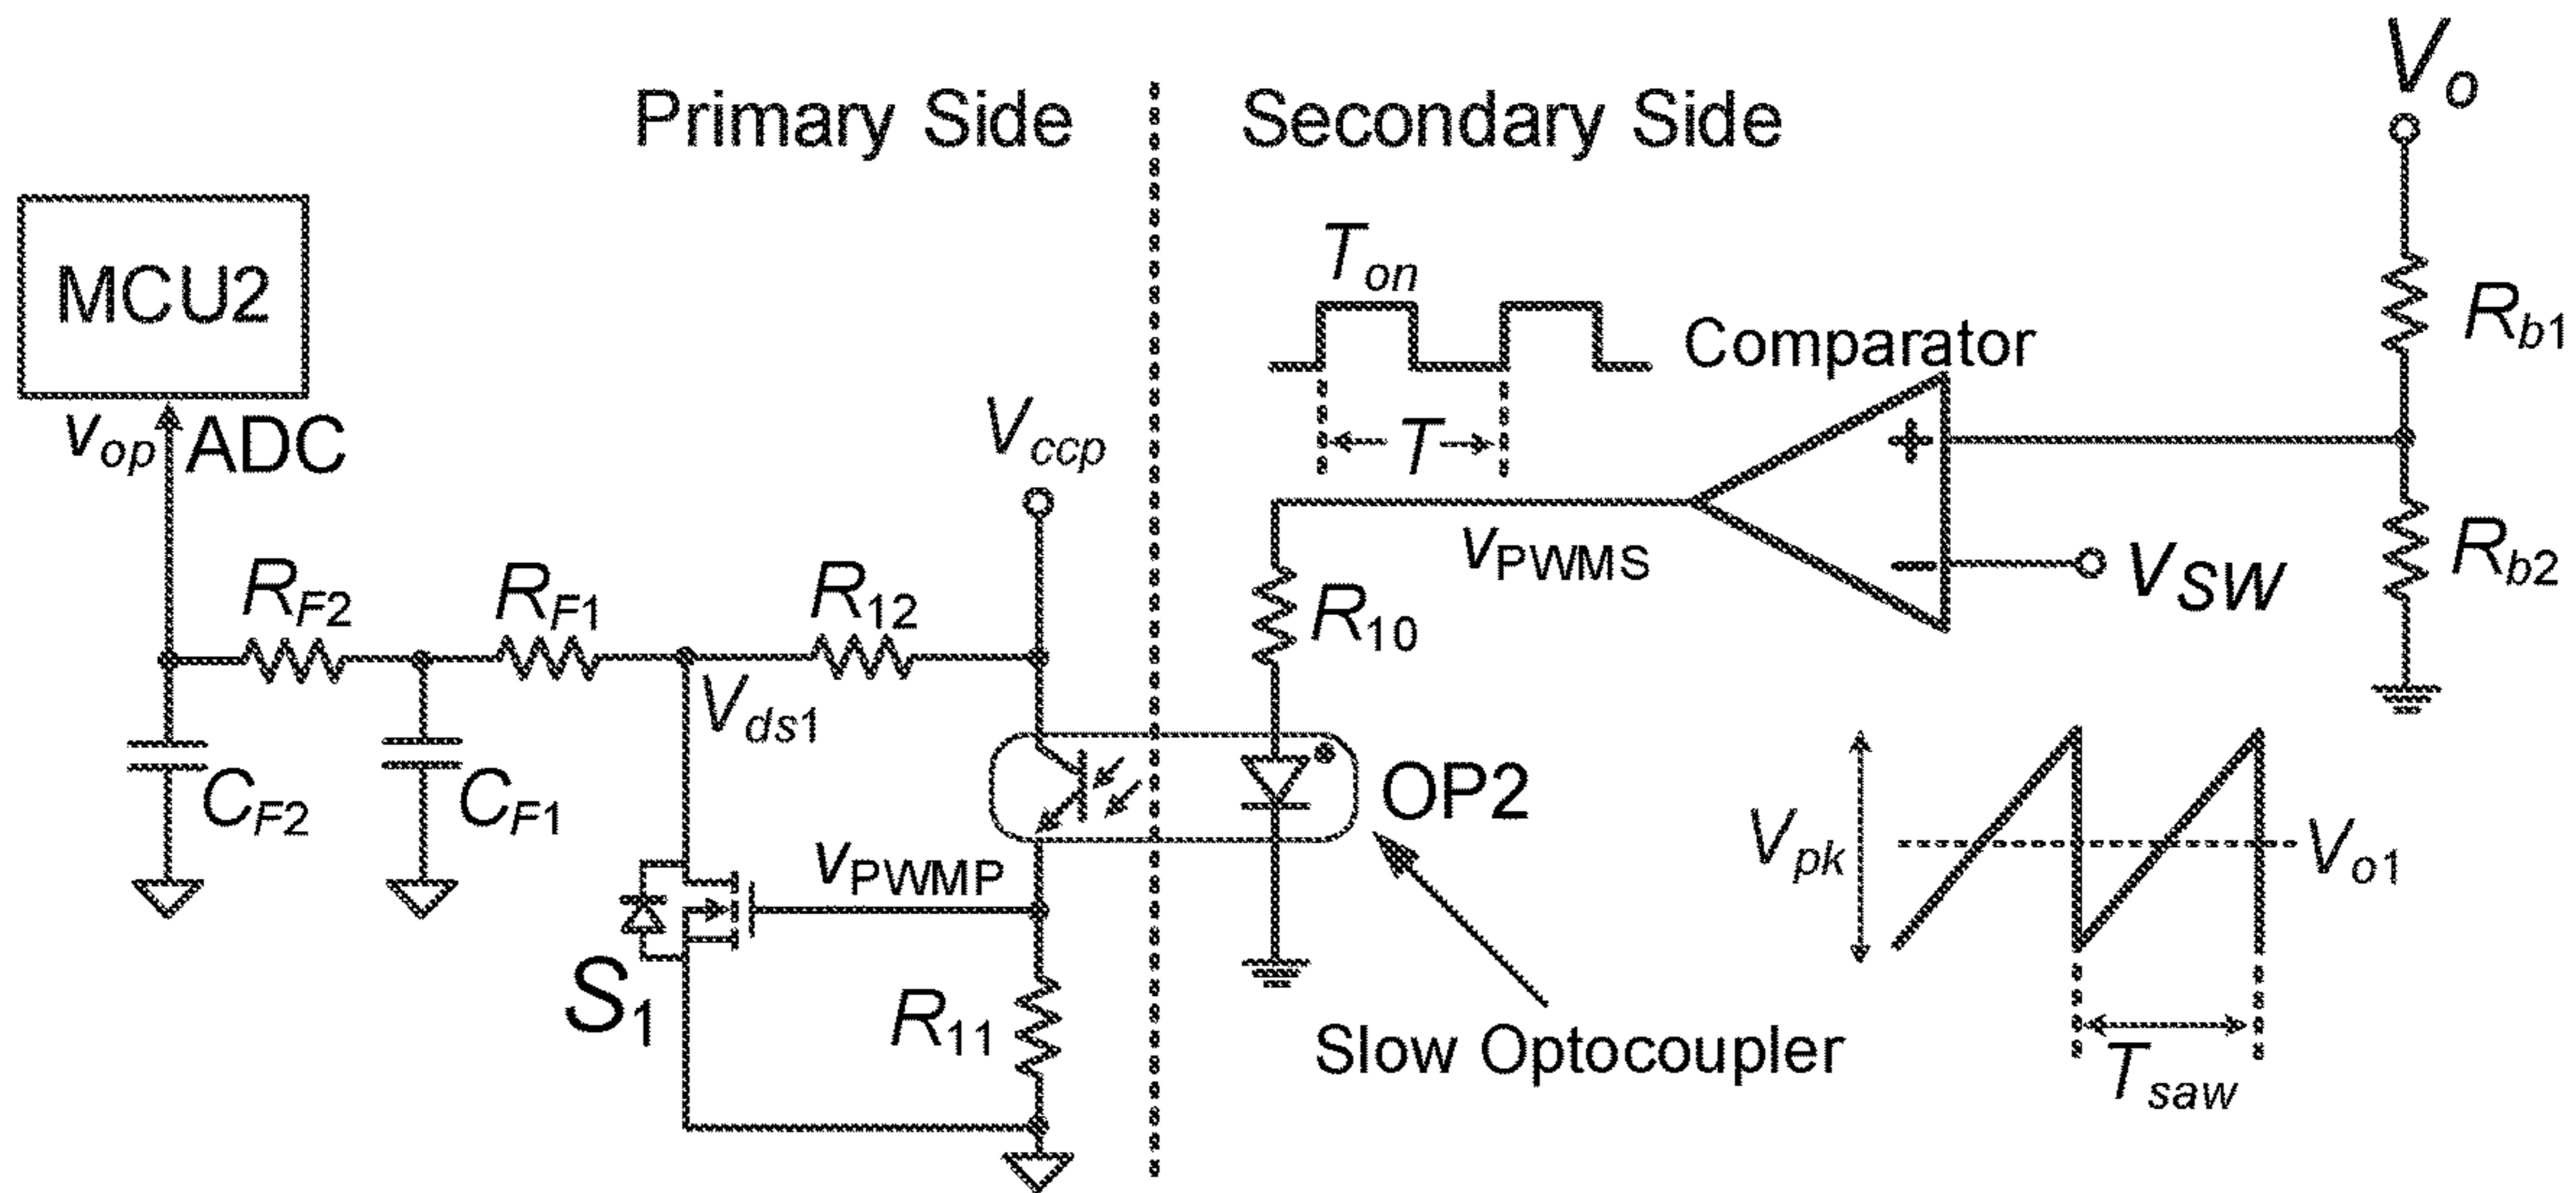 Primary Side
Secondary Side
Vo
MCU2
vop
ADC
Vccp
Ton
T
Comparator
Rb1
+
−
vPWMS
VSW
Rb2
RF2
RF1
R12
R10
Vds1
CF2
CF1
OP2
vPWMP
S1
R11
Slow Optocoupler
Vpk
Vo1
Tsaw